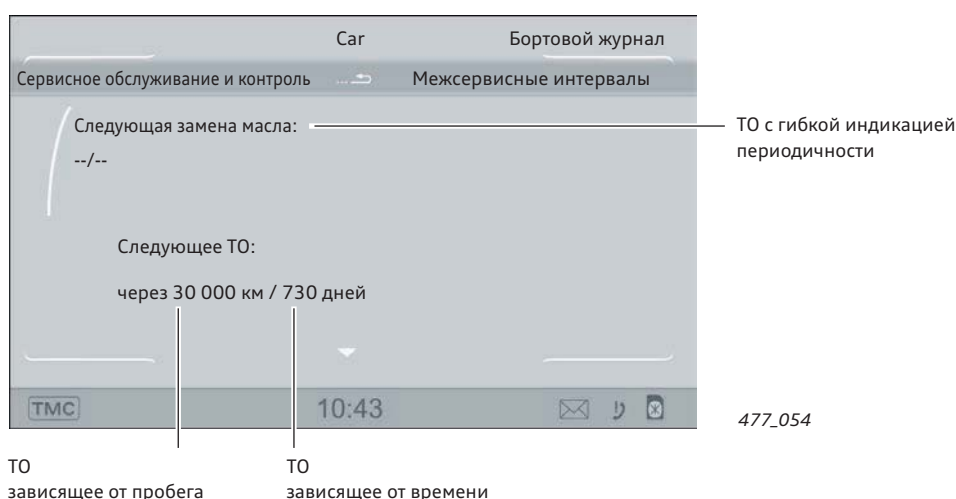 Car Бортовой журнал
Сервисное обслуживание и контроль ... Межсервисные интервалы
Следующая замена масла:
--/--
ТО с гибкой индикацией
периодичности
Следующее ТО:
через 30 000 км / 730 дней
TMC 10:43
477_054
ТО
зависящее от пробега
ТО
зависящее от времени